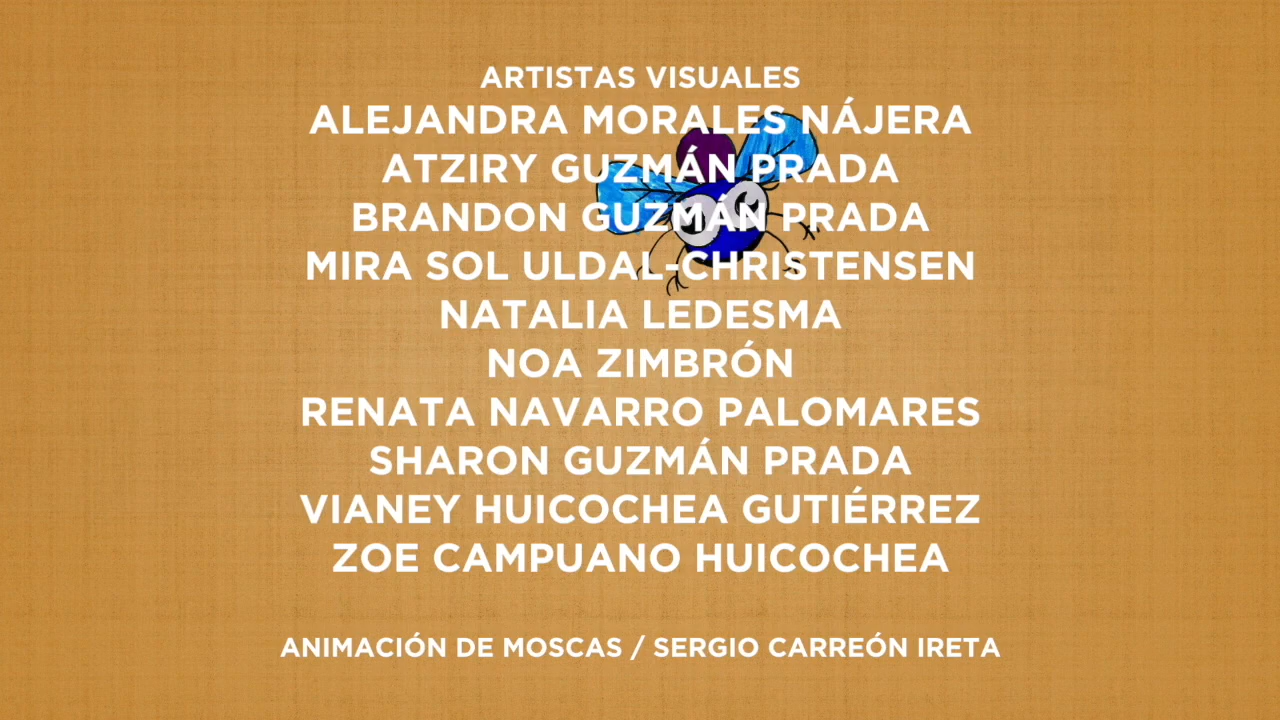 ARTISTAS VISUALES
ALEJANDRA MORALES NÁJERA
ATZIRY GUZMÁN PRADA
BRANDON GUZMÁN PRADA
MIRA SOL ULDAL-CHRISTENSEN
NATALIA LEDESMA
NOA ZIMBRÓN
RENATA NAVARRO PALOMARES
SHARON GUZMÁN PRADA
VIANEY HUICOCHEA GUTIÉRREZ
ZOE CAMPUANO HUICOCHEA
ANIMACIÓN DE MOSCAS / SERGIO CARREÓN IRETA